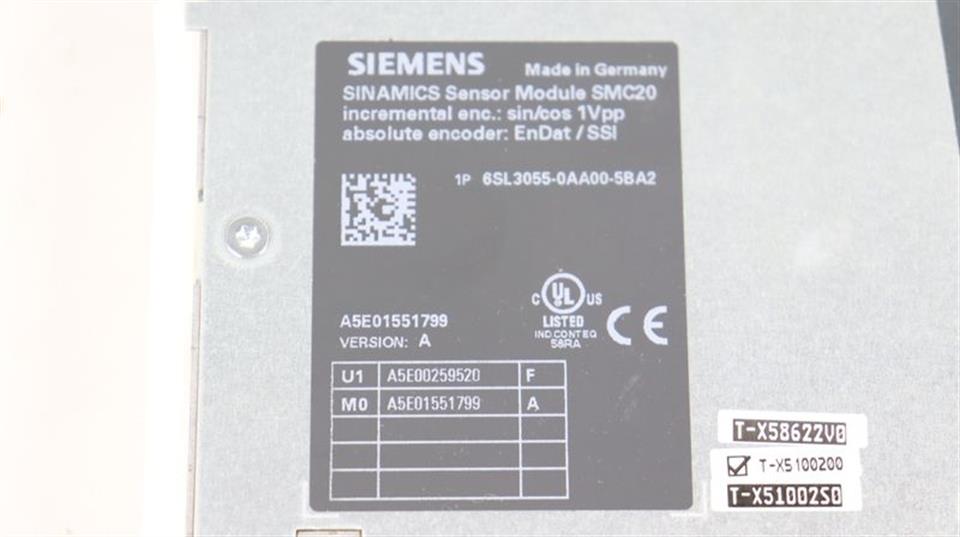 SIEMENS Made in Germany
SINAMICS Sensor Module SMC20
incremental enc.: sin/cos 1Vpp
absolute encoder: EnDat / SSI
1P 6SL3055-0AA00-5BA2
C UL US
LISTED
IND CONT EQ
58RA
CE
A5E01551799
VERSION: A
U1 A5E00259520 F
M0 A5E01551799 A
T-X58622V0
T-X5100200
T-X51002S0